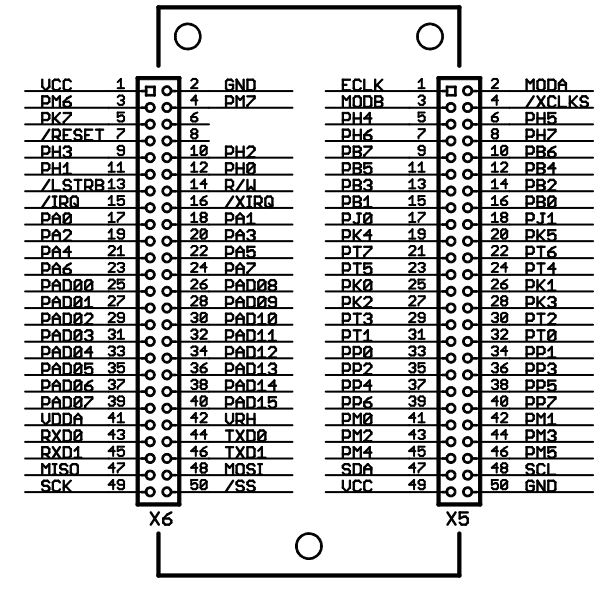 VCC 1 2 GND ECLK 1 2 MODA
PM6 3 4 PM7 MODB 3 4 /XCLKS
PK7 5 6 PH4 5 6 PH5
/RESET 7 8 PH6 7 8 PH7
PH3 9 10 PH2 PB7 9 10 PB6
PH1 11 12 PH0 PB5 11 12 PB4
/LSTRB 13 14 R/W PB3 13 14 PB2
/IRQ 15 16 /XIRQ PB1 15 16 PB0
PA0 17 18 PA1 PJ0 17 18 PJ1
PA2 19 20 PA3 PK4 19 20 PK5
PA4 21 22 PA5 PT7 21 22 PT6
PA6 23 24 PA7 PT5 23 24 PT4
PAD00 25 26 PAD08 PK0 25 26 PK1
PAD01 27 28 PAD09 PK2 27 28 PK3
PAD02 29 30 PAD10 PT3 29 30 PT2
PAD03 31 32 PAD11 PT1 31 32 PT0
PAD04 33 34 PAD12 PP0 33 34 PP1
PAD05 35 36 PAD13 PP2 35 36 PP3
PAD06 37 38 PAD14 PP4 37 38 PP5
PAD07 39 40 PAD15 PP6 39 40 PP7
VDDA 41 42 VRH PM0 41 42 PM1
RXD0 43 44 TXD0 PM2 43 44 PM3
RXD1 45 46 TXD1 PM4 45 46 PM5
MISO 47 48 MOSI SDA 47 48 SCL
SCK 49 50 /SS VCC 49 50 GND
X6 X5